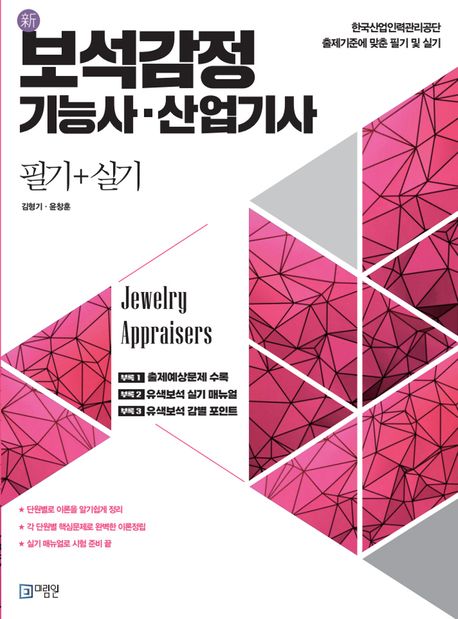 新
보석감정
기능사·산업기사
필기+실기
김형기·윤창훈
한국산업인력관리공단
출제기준에 맞춘 필기 및 실기
Jewelry
Appraisers
부록 1 출제예상문제 수록
부록 2 유색보석 실기 매뉴얼
부록 3 유색보석 감별 포인트
★ 단원별로 이론을 알기쉽게 정리
★ 각 단원별 핵심문제로 완벽한 이론정립
★ 실기 매뉴얼로 시험 준비 끝
미림원